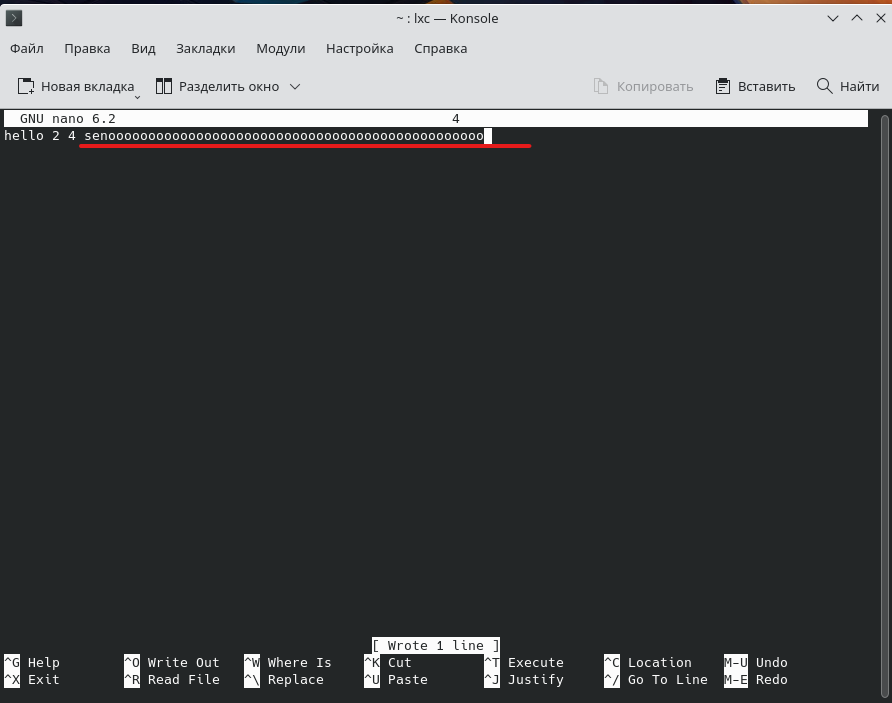 ~ : lxc — Konsole
Файл Правка Вид Закладки Модули Настройка Справка
Новая вкладка Разделить окно Копировать Вставить Найти
GNU nano 6.2 4
hello 2 4 senooooooooooooooooooooooooooooooooooooooooooooooo
[ Wrote 1 line ]
^G Help ^O Write Out ^W Where Is ^K Cut ^T Execute ^C Location M-U Undo
^X Exit ^R Read File ^\ Replace ^U Paste ^J Justify ^/ Go To Line M-E Redo